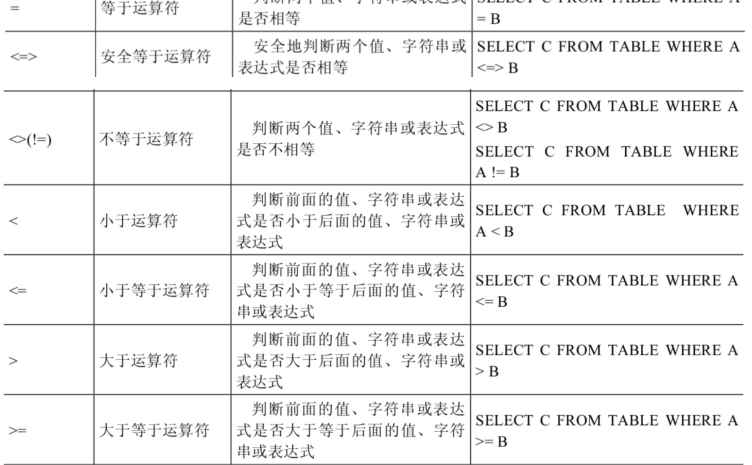 = 等于运算符 判断两个值、字符串或表达式 SELECT C FROM TABLE WHERE A
是否相等 = B
<=> 安全等于运算符 安全地判断两个值、字符串或 SELECT C FROM TABLE WHERE A
表达式是否相等 <=> B
SELECT C FROM TABLE WHERE A
<>(!=) 不等于运算符 判断两个值、字符串或表达式 <> B
是否不相等 SELECT C FROM TABLE WHERE
A != B
判断前面的值、字符串或表达
< 小于运算符 式是否小于后面的值、字符串或 SELECT C FROM TABLE WHERE
表达式 A < B
判断前面的值、字符串或表达
<= 小于等于运算符 式是否小于等于后面的值、字符 SELECT C FROM TABLE WHERE A
串或表达式 <= B
判断前面的值、字符串或表达
> 大于运算符 式是否大于后面的值、字符串或 SELECT C FROM TABLE WHERE A
表达式 > B
判断前面的值、字符串或表达
>= 大于等于运算符 式是否大于等于后面的值、字符 SELECT C FROM TABLE WHERE A
串或表达式 >= B